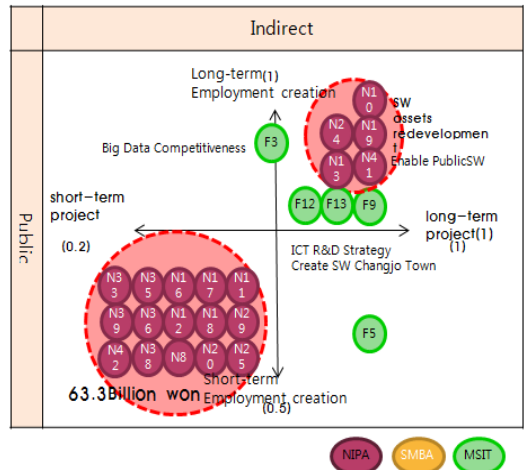 Indirect
Public
Long-term(1)
Employment creation
N1
0
SW
assets
redevelopmen
t
N2
4
N1
9
F3
Big Data Competitiveness
N1
3
N4
1
Enable PublicSW
short-term
project
(0.2)
F12
F13
F9
long-term
project(1)
(1)
ICT R&D Strategy
Create SW Changjo Town
N3
3
N3
5
N1
6
N1
7
N1
1
N3
9
N3
6
N1
2
N1
8
N2
9
F5
N4
2
N3
8
N8
N2
0
N2
5
63.3Billion won
Short-term
Employment creation
(0.5)
NIPA
SMBA
MSIT